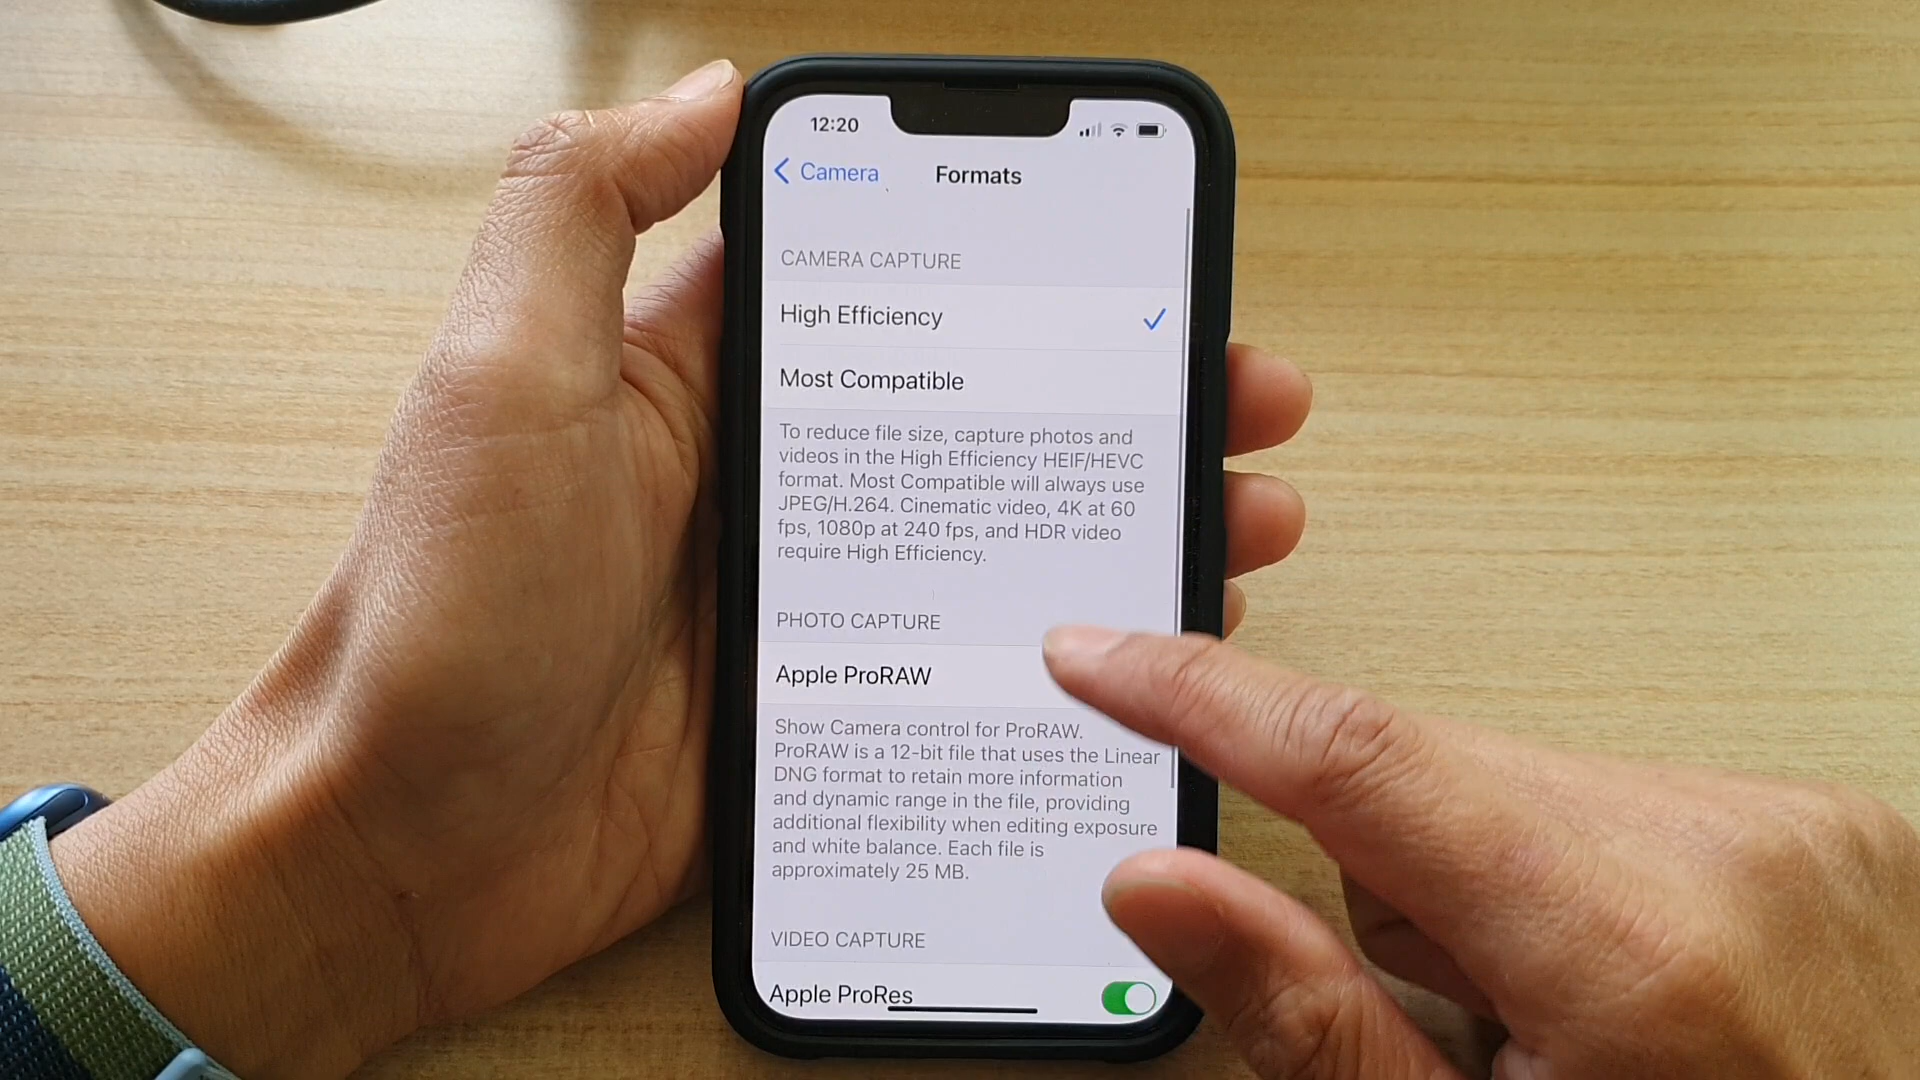 12:20
Camera
Formats
CAMERA CAPTURE
High Efficiency
Most Compatible
To reduce file size, capture photos and
videos in the High Efficiency HEIF/HEVC
format. Most Compatible will always use
JPEG/H.264. Cinematic video, 4K at 60
fps, 1080p at 240 fps, and HDR video
require High Efficiency.
PHOTO CAPTURE
Apple ProRAW
Show Camera control for ProRAW.
ProRAW is a 12-bit file that uses the Linear
DNG format to retain more information
and dynamic range in the file, providing
additional flexibility when editing exposure
and white balance. Each file is
approximately 25 MB.
VIDEO CAPTURE
Apple ProRes